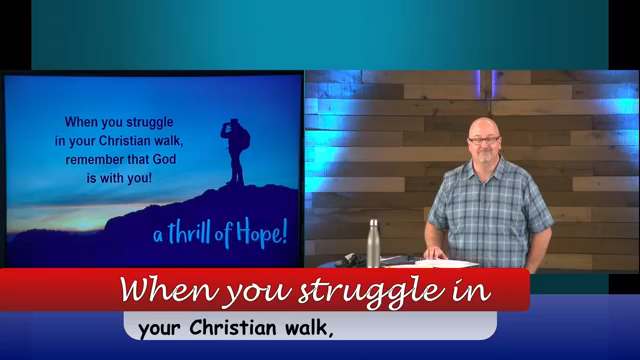 When you struggle
in your Christian walk,
remember that God
is with you!
a thrill of Hope!
When you struggle in
your Christian walk,